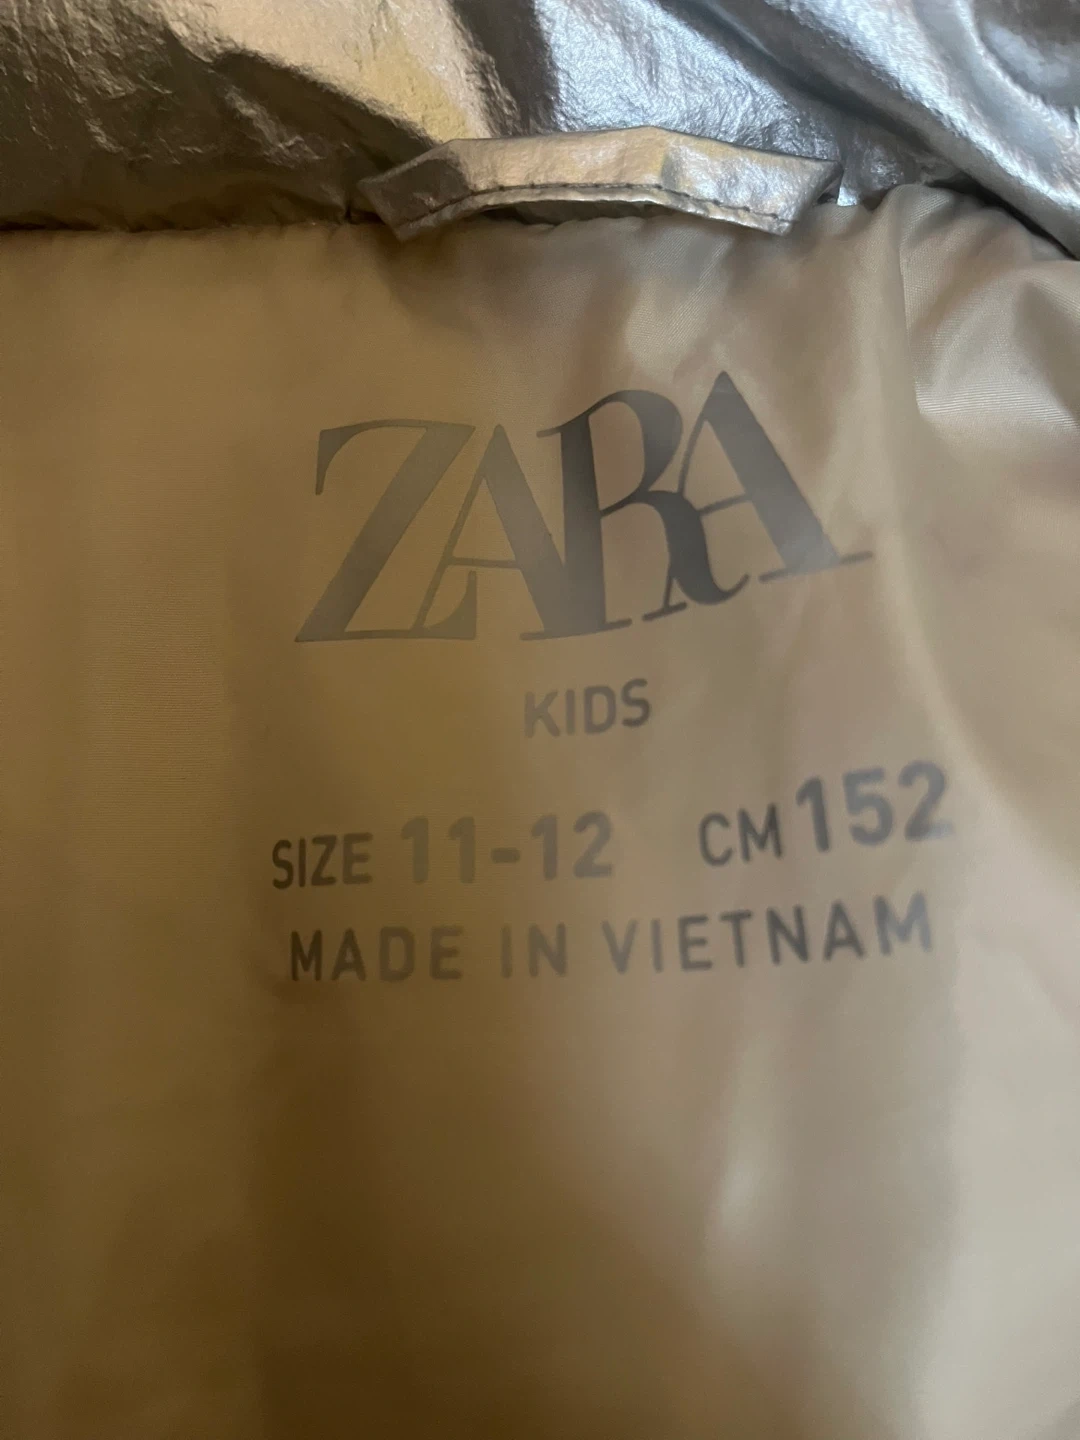 ZARA
KIDS
SIZE 11-12 CM 152
MADE IN VIETNAM